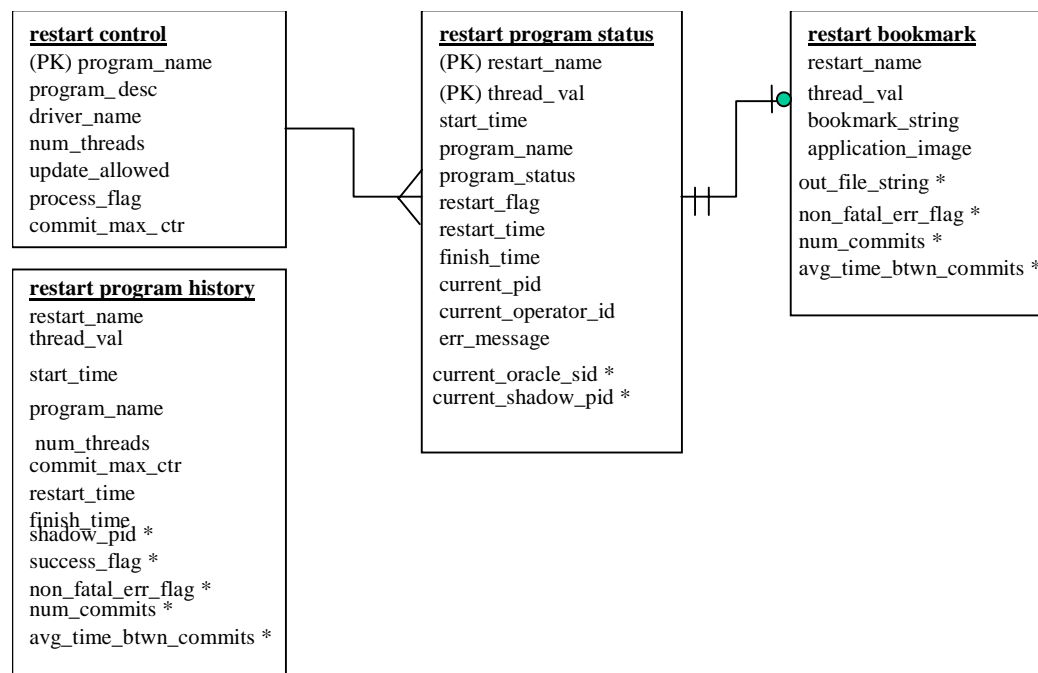 restart control
(PK) program_name
program_desc
driver_name
num_threads
update_allowed
process_flag
commit_max_ctr
restart program history
restart_name
thread_val
start_time
program_name
num_threads
commit_max_ctr
restart_time
finish_time
shadow_pid *
success_flag *
non_fatal_err_flag *
num_commits *
avg_time_btwn_commits *
restart program status
(PK) restart_name
(PK) thread_val
start_time
program_name
program_status
restart_flag
restart_time
finish_time
current_pid
current_operator_id
err_message
current_oracle_sid *
current_shadow_pid *
restart bookmark
restart_name
thread_val
bookmark_string
application_image
out_file_string *
non_fatal_err_flag *
num_commits *
avg_time_btwn_commits *